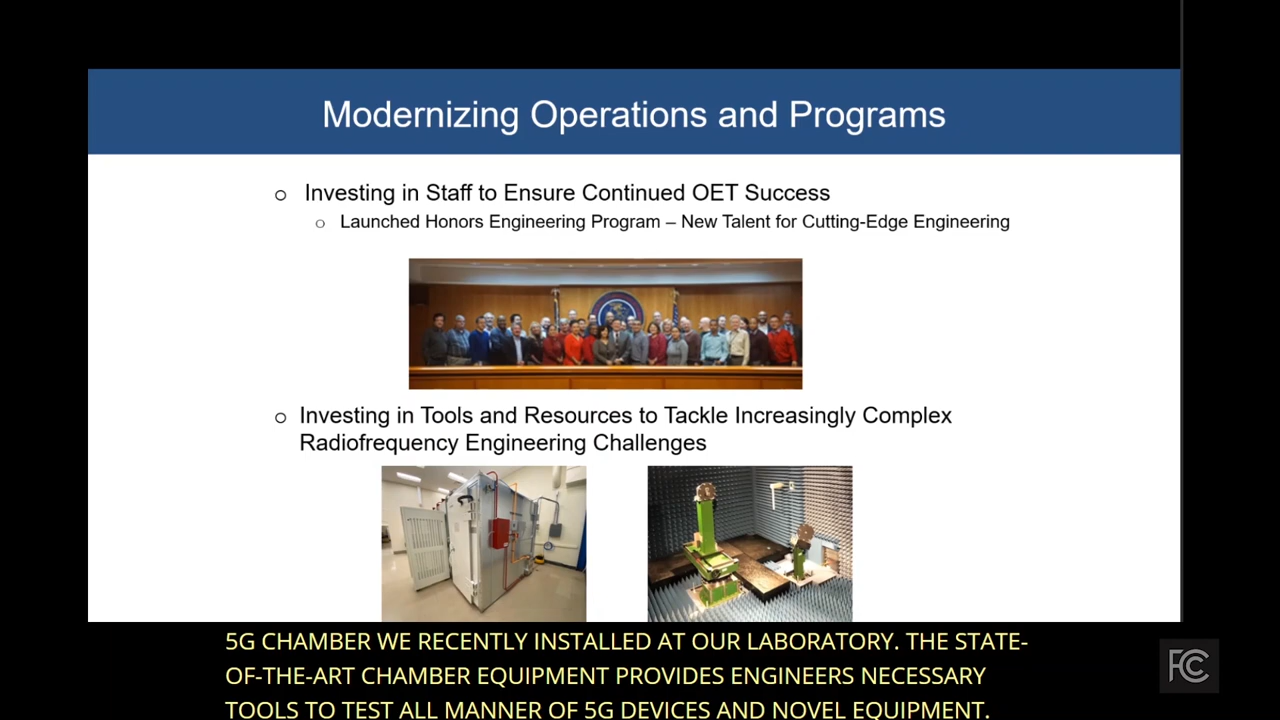 Modernizing Operations and Programs
o Investing in Staff to Ensure Continued OET Success
o Launched Honors Engineering Program – New Talent for Cutting-Edge Engineering
o Investing in Tools and Resources to Tackle Increasingly Complex
Radiofrequency Engineering Challenges
5G CHAMBER WE RECENTLY INSTALLED AT OUR LABORATORY. THE STATE-
OF-THE-ART CHAMBER EQUIPMENT PROVIDES ENGINEERS NECESSARY
TOOLS TO TEST ALL MANNER OF 5G DEVICES AND NOVEL EQUIPMENT.
FCC